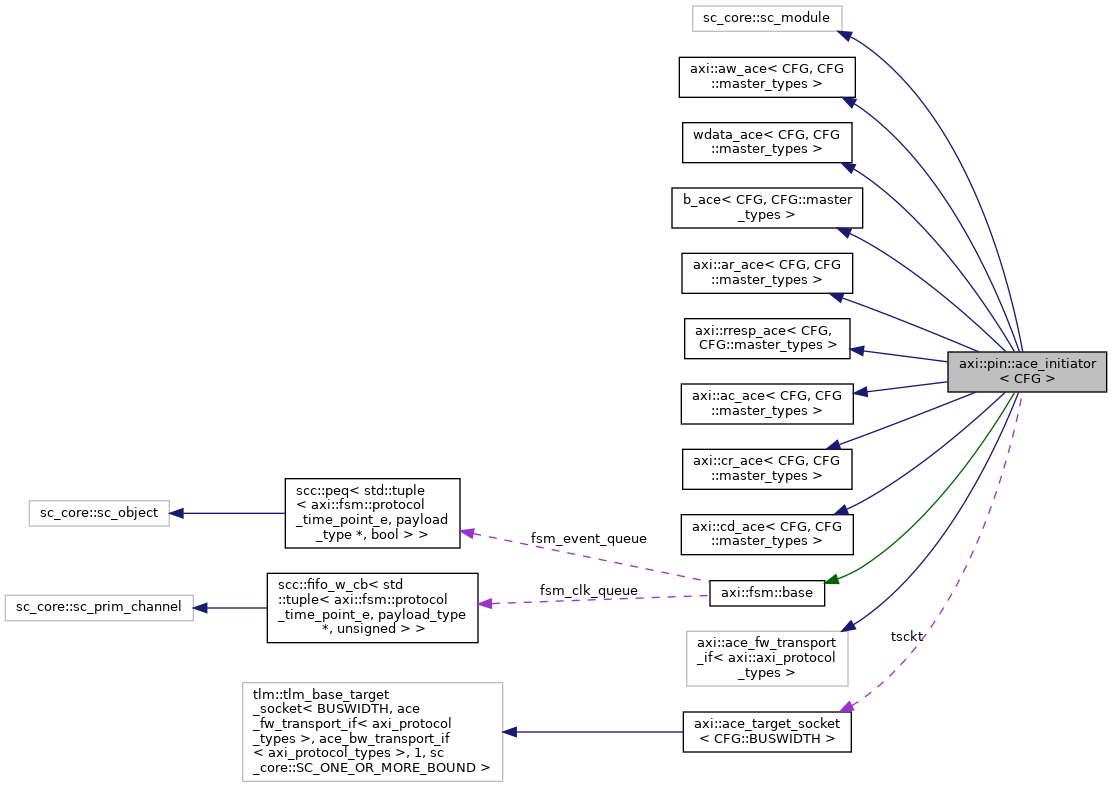 sc_core::sc_module
axi::aw_ace< CFG, CFG
::master_types >
wdata_ace< CFG, CFG
::master_types >
b_ace< CFG, CFG::master
_types >
axi::ar_ace< CFG, CFG
::master_types >
axi::rresp_ace< CFG,
CFG::master_types >
axi::pin::ace_initiator
< CFG >
axi::ac_ace< CFG, CFG
::master_types >
axi::cr_ace< CFG, CFG
::master_types >
sc_core::sc_object
scc::peq< std::tuple
< axi::fsm::protocol
_time_point_e, payload
_type *, bool > >
axi::cd_ace< CFG, CFG
::master_types >
fsm_event_queue
sc_core::sc_prim_channel
scc::fifo_w_cb< std
::tuple< axi::fsm::protocol
_time_point_e, payload_type
*, unsigned > >
fsm_clk_queue
axi::fsm::base
axi::ace_fw_transport
_if< axi::axi_protocol
_types >
tsckt
tlm::tlm_base_target
_socket< BUSWIDTH, ace
_fw_transport_if< axi_protocol
_types >, ace_bw_transport_if
< axi_protocol_types >, 1, sc
_core::SC_ONE_OR_MORE_BOUND >
axi::ace_target_socket
< CFG::BUSWIDTH >